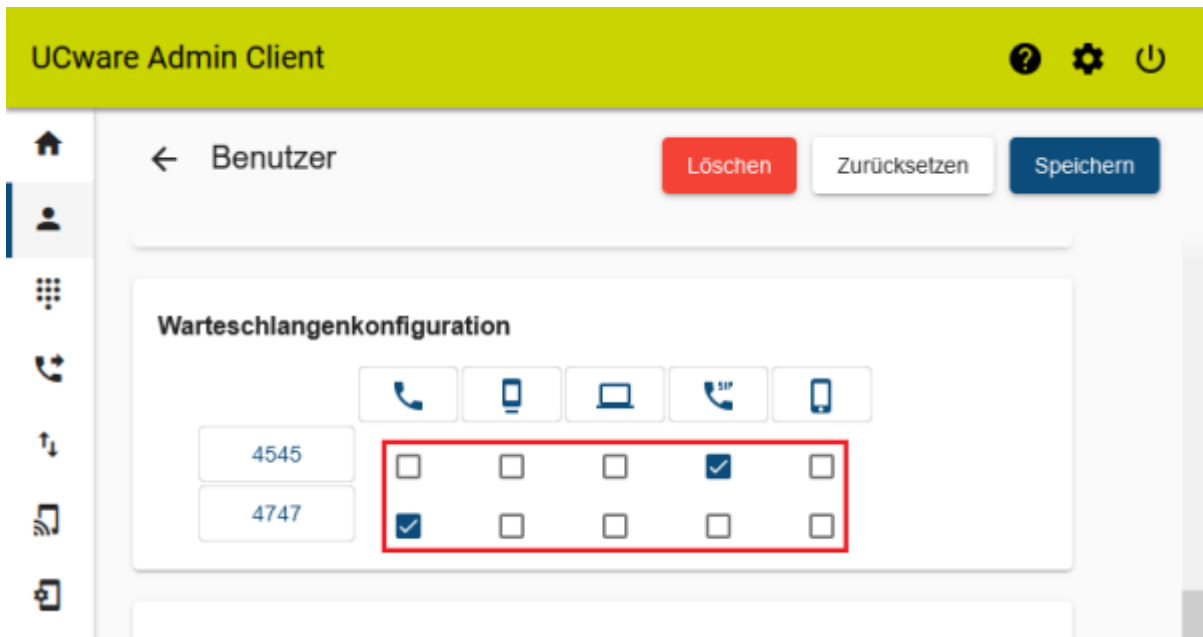 UCware Admin Client
Benutzer
Löschen
Zurücksetzen
Speichern
Warteschlangenkonfiguration
SIP
4545
4747